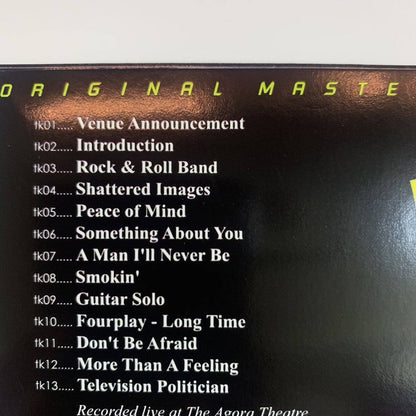 ORIGINAL MASTE
tk01..... Venue Announcement
tk02..... Introduction
tk03..... Rock & Roll Band
tk04..... Shattered Images
tk05..... Peace of Mind
tk06..... Something About You
tk07..... A Man I'll Never Be
tk08..... Smokin'
tk09..... Guitar Solo
tk10.... Fourplay - Long Time
tk11..... Don't Be Afraid
tk12..... More Than A Feeling
tk13..... Television Politician
Recorded live at The Agora Theatre